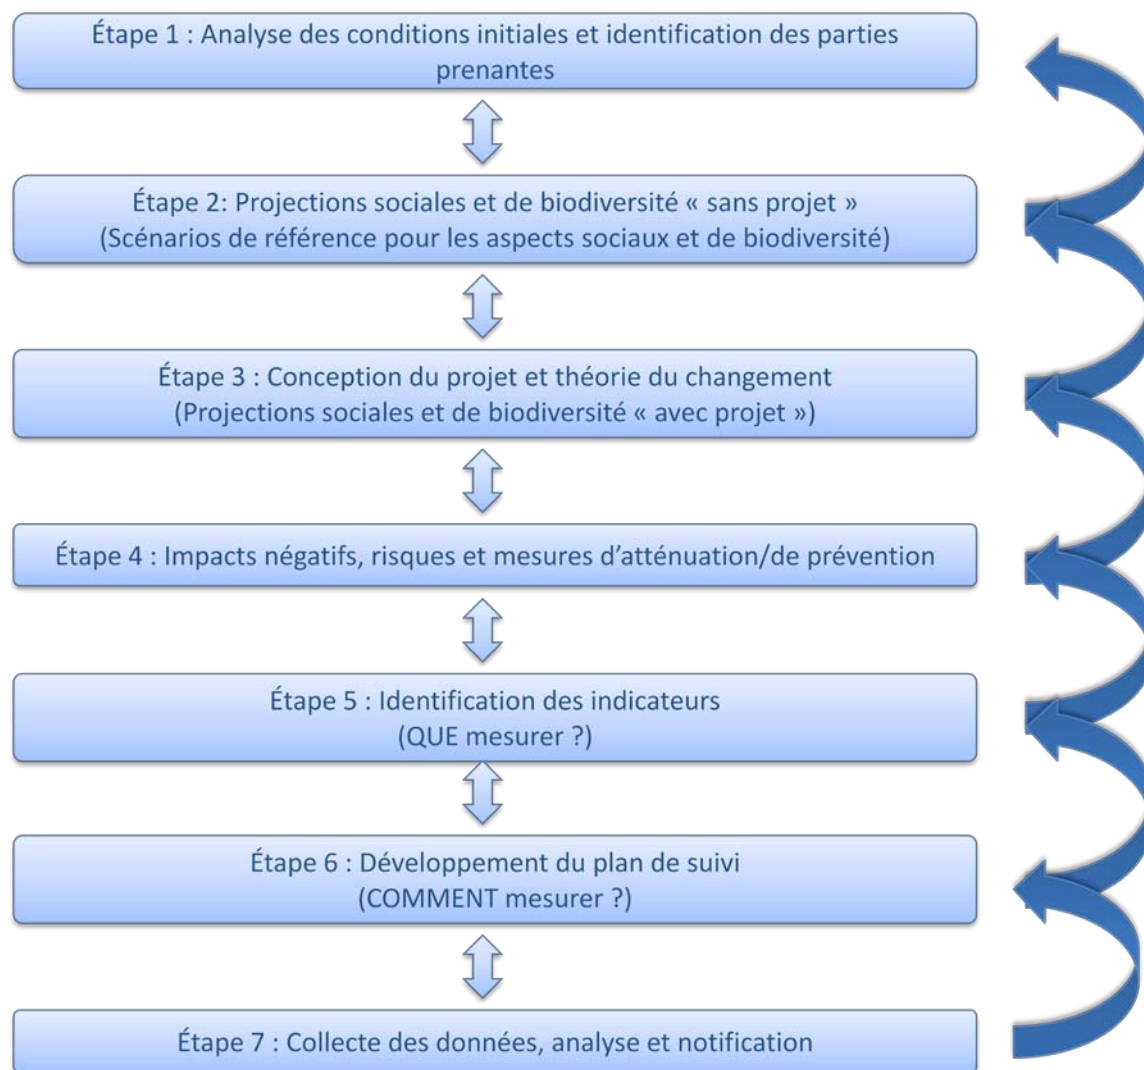 Étape 1 : Analyse des conditions initiales et identification des parties
prenantes
Étape 2: Projections sociales et de biodiversité « sans projet »
(Scénarios de référence pour les aspects sociaux et de biodiversité)
Étape 3 : Conception du projet et théorie du changement
(Projections sociales et de biodiversité « avec projet »)
Étape 4 : Impacts négatifs, risques et mesures d’atténuation/de prévention
Étape 5 : Identification des indicateurs
(QUE mesurer ?)
Étape 6 : Développement du plan de suivi
(COMMENT mesurer ?)
Étape 7 : Collecte des données, analyse et notification